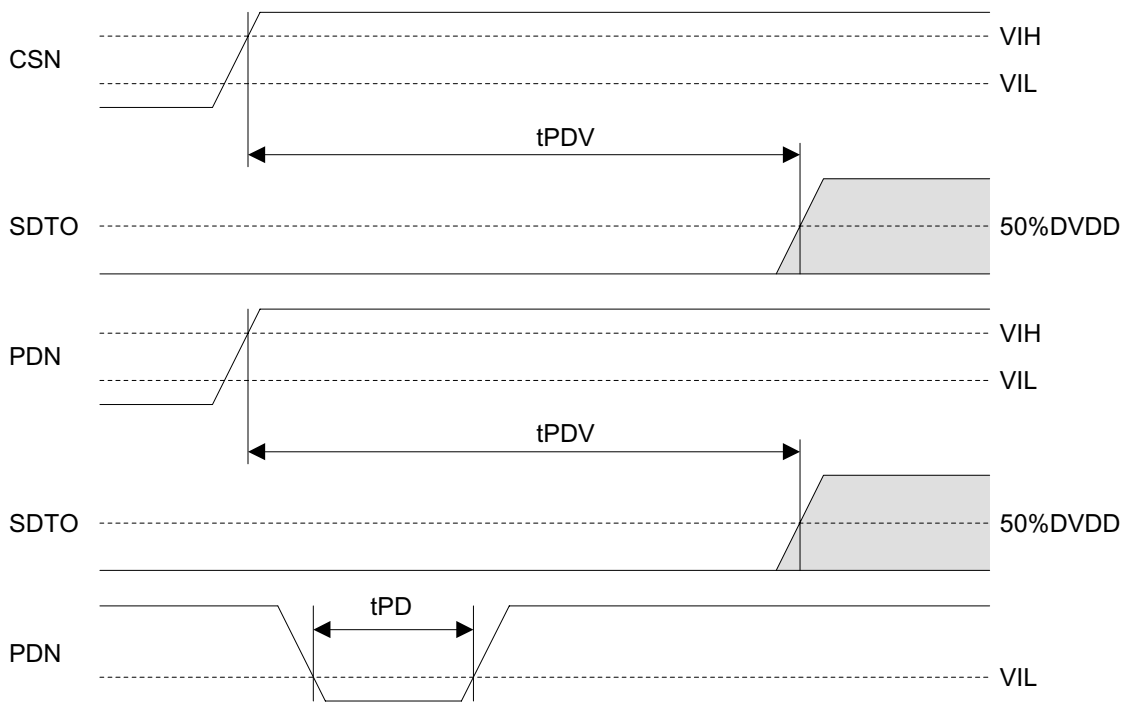 CSN
VIH
VIL
tPDV
SDTO
50%DVDD
PDN
VIH
VIL
tPDV
SDTO
50%DVDD
PDN
tPD
VIL